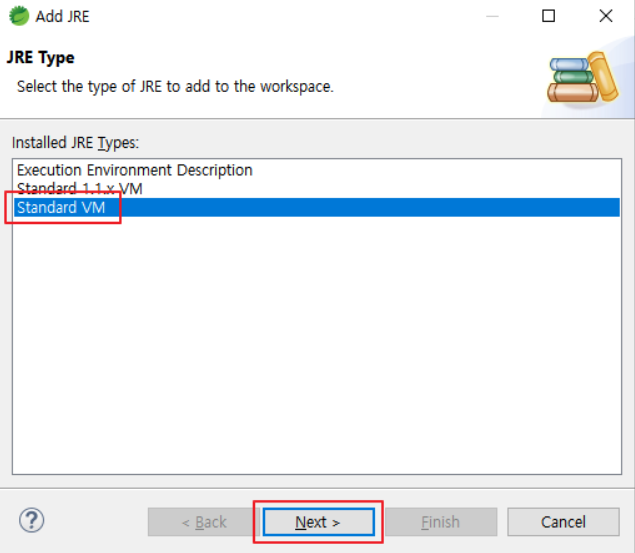 Add JRE
JRE Type
Select the type of JRE to add to the workspace.
Installed JRE Types:
Execution Environment Description
Standard 1.1.x VM
Standard VM
?
< Back
Next >
Finish
Cancel